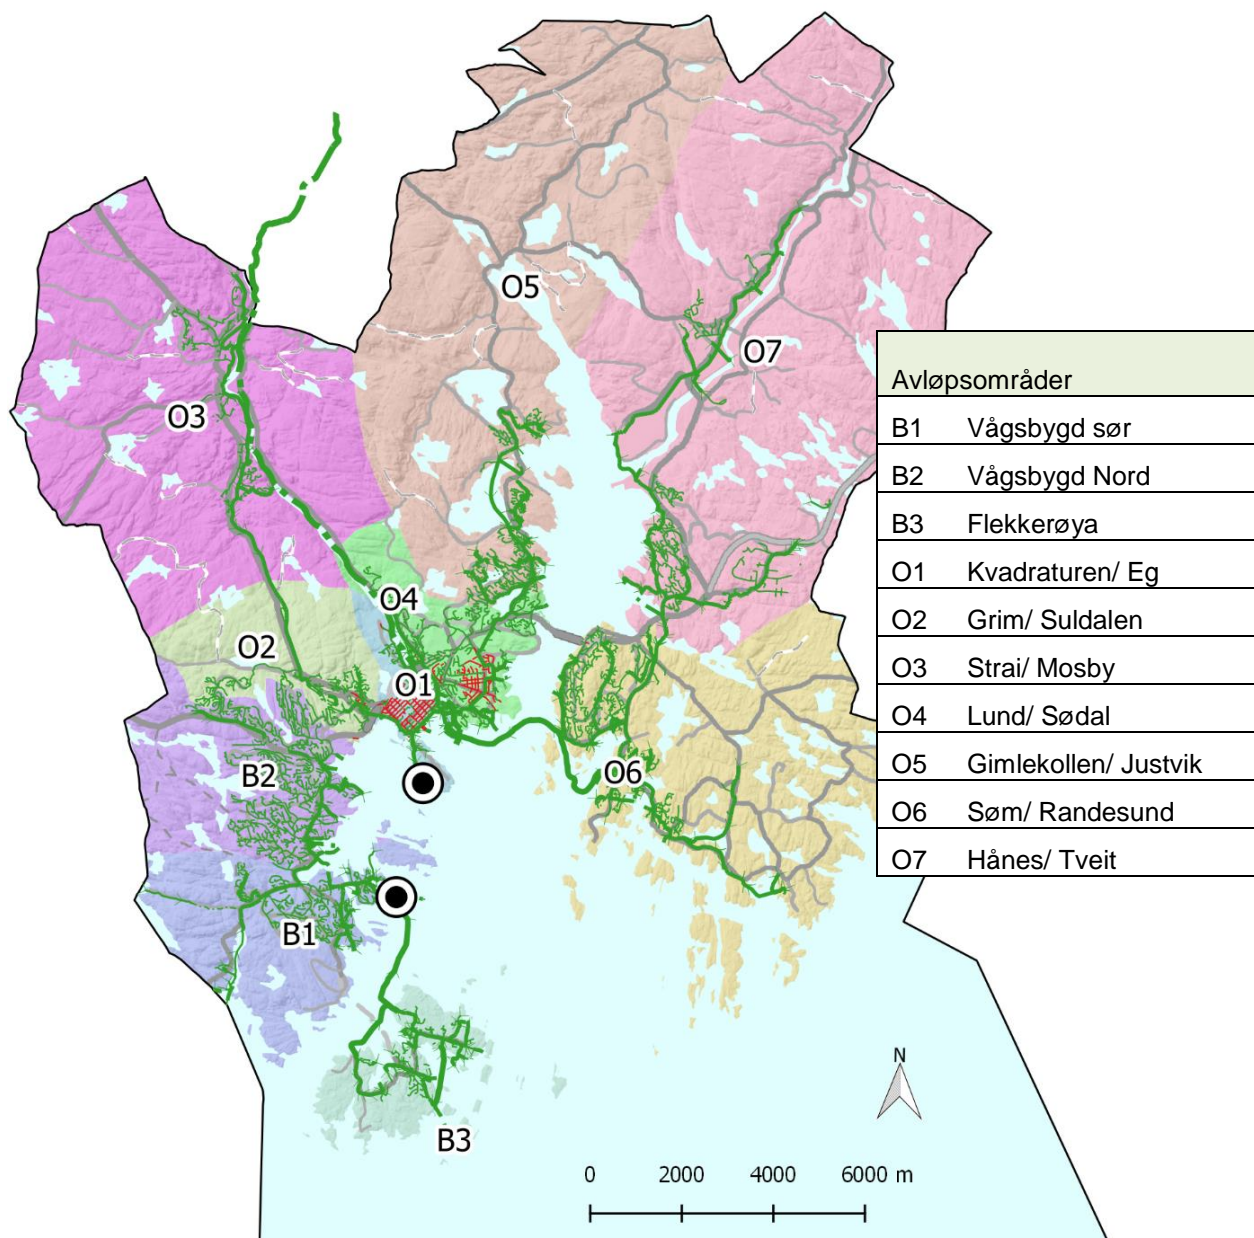 O5
O7
O3
O4
O2
O1
B2
O6
B1
B3
Avløpsområder
B1 Vågsbygd sør
B2 Vågsbygd Nord
B3 Flekkerøya
O1 Kvadraturen/ Eg
O2 Grim/ Suldalen
O3 Strai/ Mosby
O4 Lund/ Sødal
O5 Gimlekollen/ Justvik
O6 Søm/ Randesund
O7 Hånes/ Tveit
N
0 2000 4000 6000 m